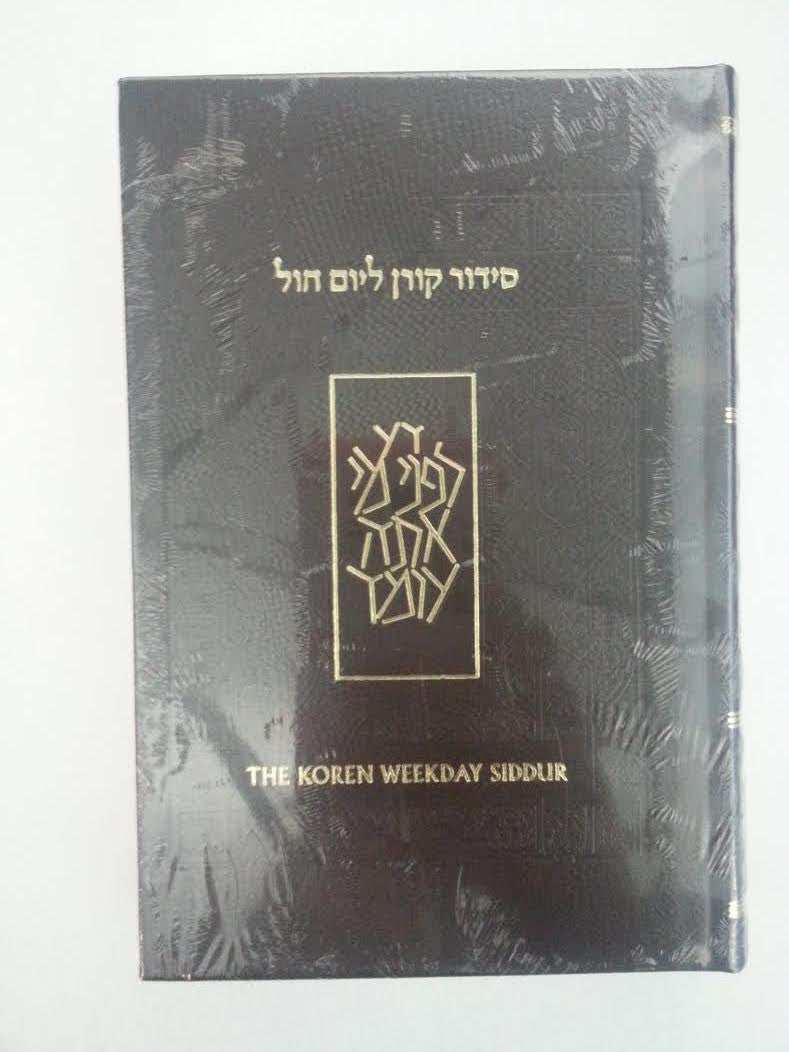 סידור קורן ליום חול
דע
לפני מי
אתה
עומד
THE KOREN WEEKDAY SIDDUR